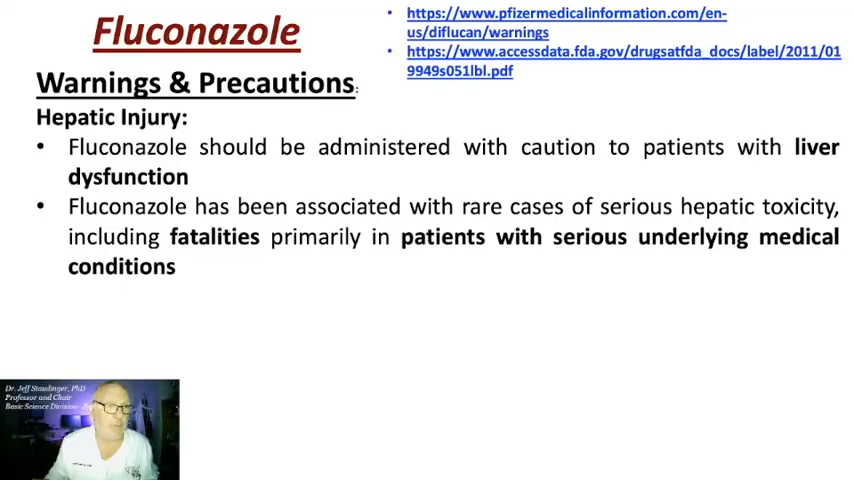 Fluconazole
• https://www.pfizermedicalinformation.com/en-
us/diflucan/warnings
• https://www.accessdata.fda.gov/drugsatfda_docs/label/2011/01
9949s051lbl.pdf
Warnings & Precautions:
Hepatic Injury:
• Fluconazole should be administered with caution to patients with liver
dysfunction
• Fluconazole has been associated with rare cases of serious hepatic toxicity,
including fatalities primarily in patients with serious underlying medical
conditions
Dr. Jeff Staudinger, PhD
Professor and Chair
Basic Science Division